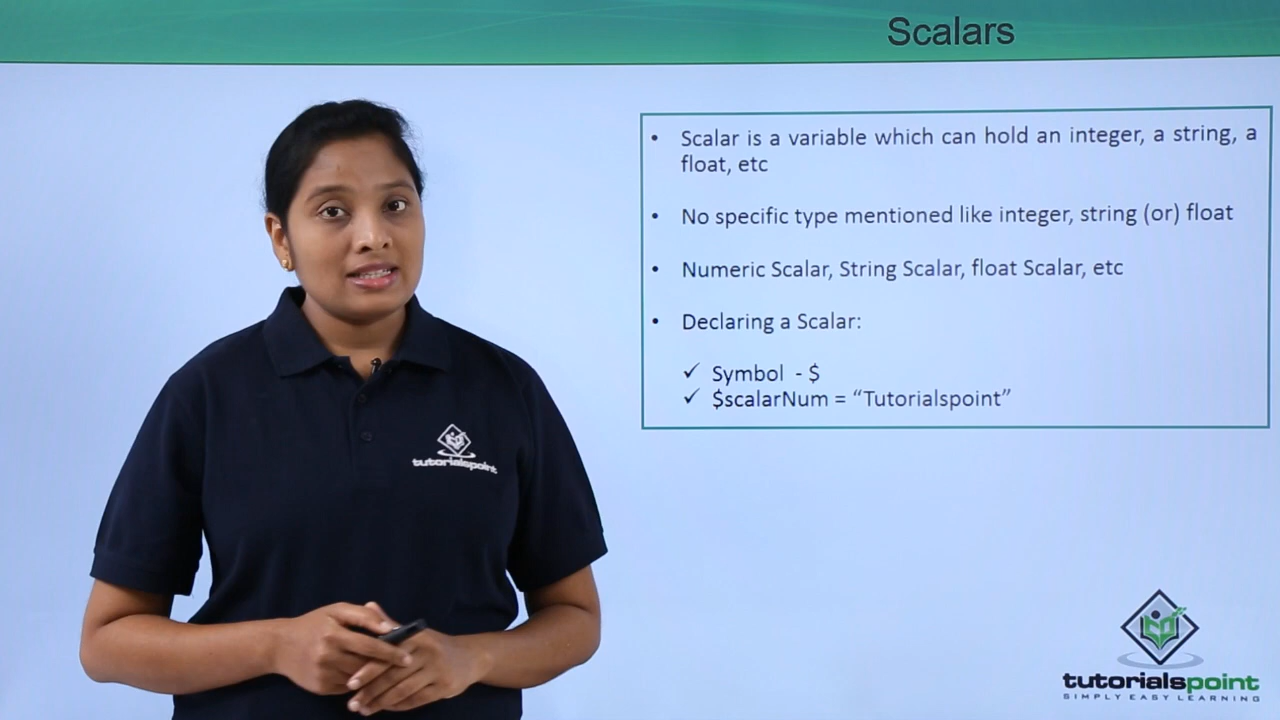 Scalars
• Scalar is a variable which can hold an integer, a string, a
float, etc
• No specific type mentioned like integer, string (or) float
• Numeric Scalar, String Scalar, float Scalar, etc
• Declaring a Scalar:
✓ Symbol - $
✓ $scalarNum = “Tutorialspoint”
tutorialspoint
tutorialspoint
SIMPLY EASY LEARNING